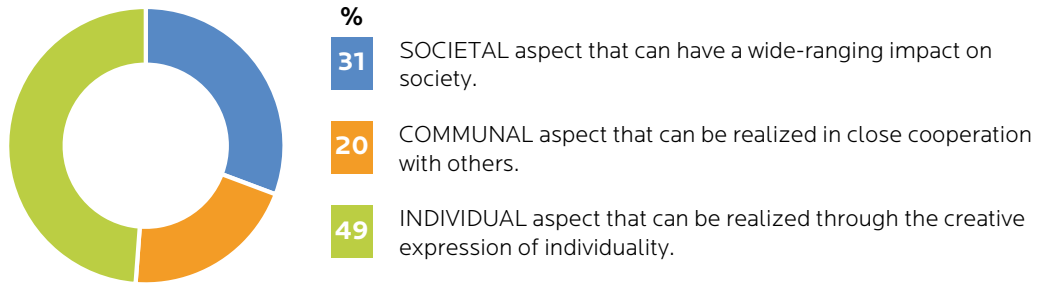 %
31 SOCIETAL aspect that can have a wide-ranging impact on
society.
20 COMMUNAL aspect that can be realized in close cooperation
with others.
49 INDIVIDUAL aspect that can be realized through the creative
expression of individuality.